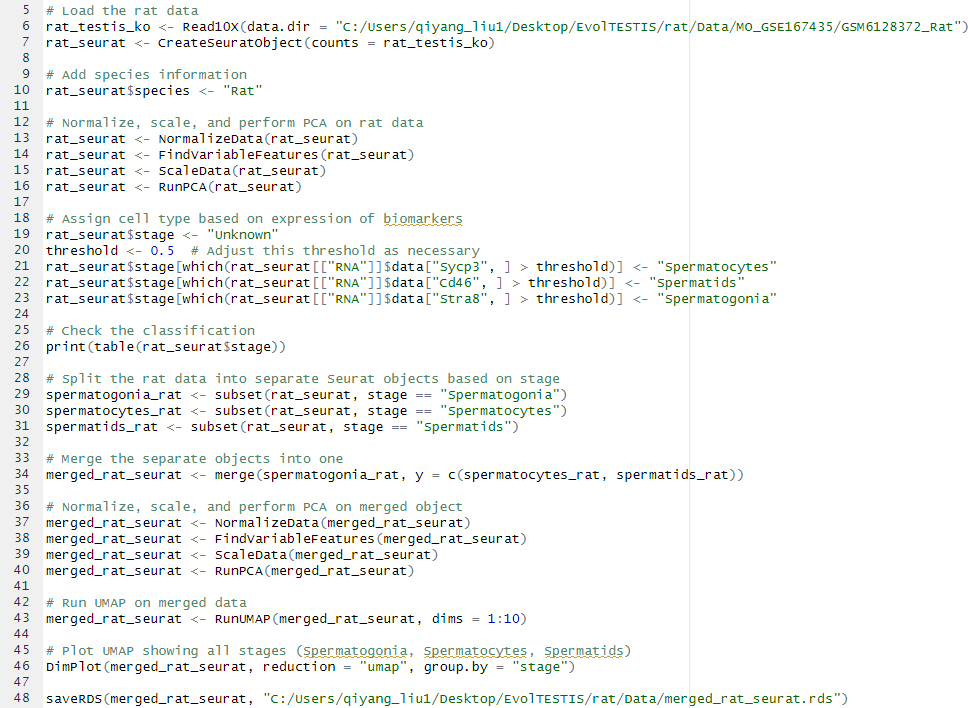 5 # Load the rat data
6 rat_testis_ko <- Read10X(data.dir = "C:/Users/qiyang_liu1/Desktop/EvolTESTIS/rat/Data/MO_GSE167435/GSM6128372_Rat")
7 rat_seurat <- CreateSeuratObject(counts = rat_testis_ko)
8
9 # Add species information
10 rat_seurat$species <- "Rat"
11
12 # Normalize, scale, and perform PCA on rat data
13 rat_seurat <- NormalizeData(rat_seurat)
14 rat_seurat <- FindVariableFeatures(rat_seurat)
15 rat_seurat <- ScaleData(rat_seurat)
16 rat_seurat <- RunPCA(rat_seurat)
17
18 # Assign cell type based on expression of biomarkers
19 rat_seurat$stage <- "Unknown"
20 threshold <- 0.5  # Adjust this threshold as necessary
21 rat_seurat$stage[which(rat_seurat[["RNA"]]$data["Sycp3", ] > threshold)] <- "Spermatocytes"
22 rat_seurat$stage[which(rat_seurat[["RNA"]]$data["Cd46", ] > threshold)] <- "Spermatids"
23 rat_seurat$stage[which(rat_seurat[["RNA"]]$data["Stra8", ] > threshold)] <- "Spermatogonia"
24
25 # Check the classification
26 print(table(rat_seurat$stage))
27
28 # Split the rat data into separate Seurat objects based on stage
29 spermatogonia_rat <- subset(rat_seurat, stage == "Spermatogonia")
30 spermatocytes_rat <- subset(rat_seurat, stage == "Spermatocytes")
31 spermatids_rat <- subset(rat_seurat, stage == "Spermatids")
32
33 # Merge the separate objects into one
34 merged_rat_seurat <- merge(spermatogonia_rat, y = c(spermatocytes_rat, spermatids_rat))
35
36 # Normalize, scale, and perform PCA on merged object
37 merged_rat_seurat <- NormalizeData(merged_rat_seurat)
38 merged_rat_seurat <- FindVariableFeatures(merged_rat_seurat)
39 merged_rat_seurat <- ScaleData(merged_rat_seurat)
40 merged_rat_seurat <- RunPCA(merged_rat_seurat)
41
42 # Run UMAP on merged data
43 merged_rat_seurat <- RunUMAP(merged_rat_seurat, dims = 1:10)
44
45 # Plot UMAP showing all stages (Spermatogonia, Spermatocytes, Spermatids)
46 DimPlot(merged_rat_seurat, reduction = "umap", group.by = "stage")
47
48 saveRDS(merged_rat_seurat, "C:/Users/qiyang_liu1/Desktop/EvolTESTIS/rat/Data/merged_rat_seurat.rds")